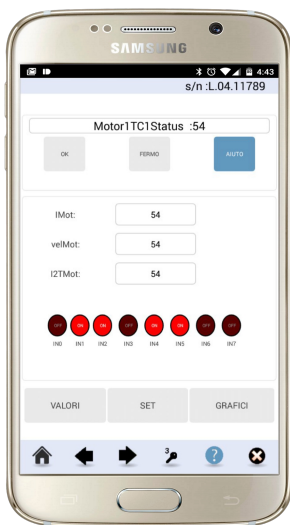 SAMSUNG
4:43
s/n :L.04.11789
Motor1TC1Status :54
OK FERMO AIUTO
IMot: 54
velMot: 54
I2TMot: 54
OFF ON ON OFF ON ON OFF OFF
IN0 IN1 IN2 IN3 IN4 IN5 IN6 IN7
VALORI SET GRAFICI
3 ?